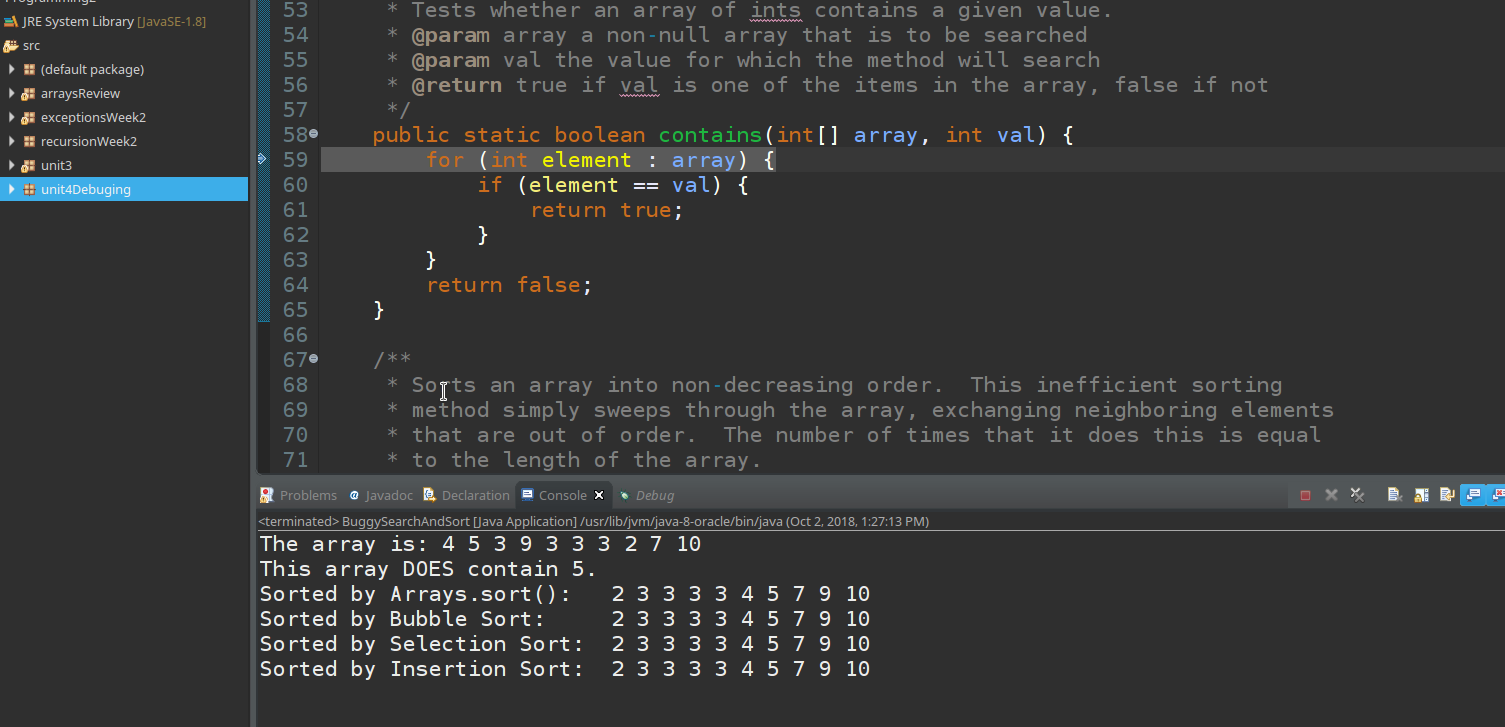 JRE System Library [JavaSE-1.8]
src
(default package)
arraysReview
exceptionsWeek2
recursionWeek2
unit3
unit4Debuging
53 * Tests whether an array of ints contains a given value.
54 * @param array a non-null array that is to be searched
55 * @param val the value for which the method will search
56 * @return true if val is one of the items in the array, false if not
57 */
58 public static boolean contains(int[] array, int val) {
59 for (int element : array) {
60 if (element == val) {
61 return true;
62 }
63 }
64 return false;
65 }
66
67 /**
68 * Sorts an array into non-decreasing order.  This inefficient sorting
69 * method simply sweeps through the array, exchanging neighboring elements
70 * that are out of order.  The number of times that it does this is equal
71 * to the length of the array.
Problems Javadoc Declaration Console Debug
<terminated> BuggySearchAndSort [Java Application] /usr/lib/jvm/java-8-oracle/bin/java (Oct 2, 2018, 1:27:13 PM)
The array is: 4 5 3 9 3 3 3 2 7 10
This array DOES contain 5.
Sorted by Arrays.sort():   2 3 3 3 3 4 5 7 9 10
Sorted by Bubble Sort:     2 3 3 3 3 4 5 7 9 10
Sorted by Selection Sort:  2 3 3 3 3 4 5 7 9 10
Sorted by Insertion Sort:  2 3 3 3 3 4 5 7 9 10